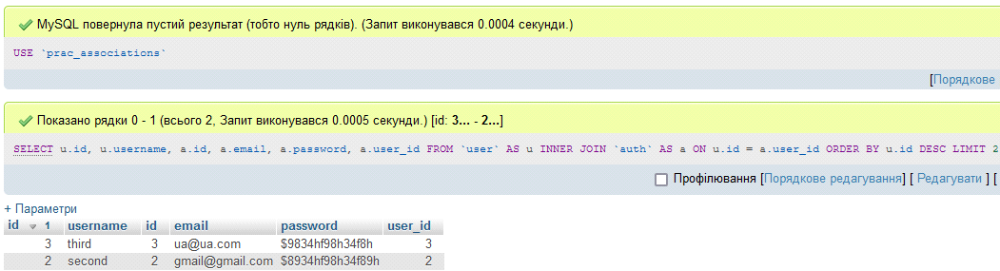 MySQL повернула пустий результат (тобто нуль рядків). (Запит виконувався 0.0004 секунди.)
USE `prac_associations`
[Порядкове
Показано рядки 0 - 1 (всього 2, Запит виконувався 0.0005 секунди.) [id: 3... - 2...]
SELECT u.id, u.username, a.id, a.email, a.password, a.user_id FROM `user` AS u INNER JOIN `auth` AS a ON u.id = a.user_id ORDER BY u.id DESC LIMIT 2
Профілювання [Порядкове редагування] [ Редагувати ] [
+ Параметри
id 1 username id email password user_id
3 third 3 ua@ua.com $9834hf98h34f8h 3
2 second 2 gmail@gmail.com $8934hf98h34f89h 2